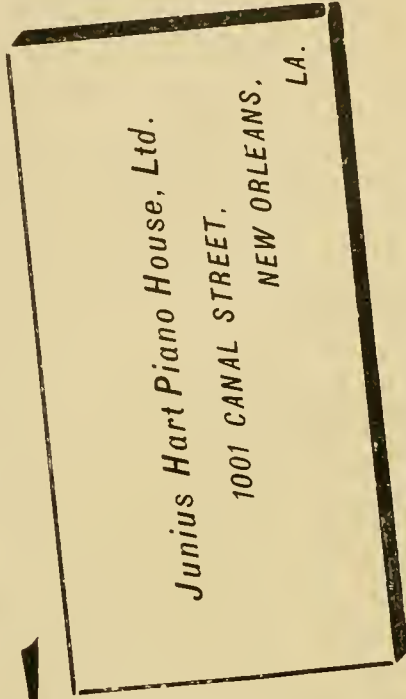 Junius Hart Piano House, Ltd.
1001 CANAL STREET,
NEW ORLEANS,
LA.